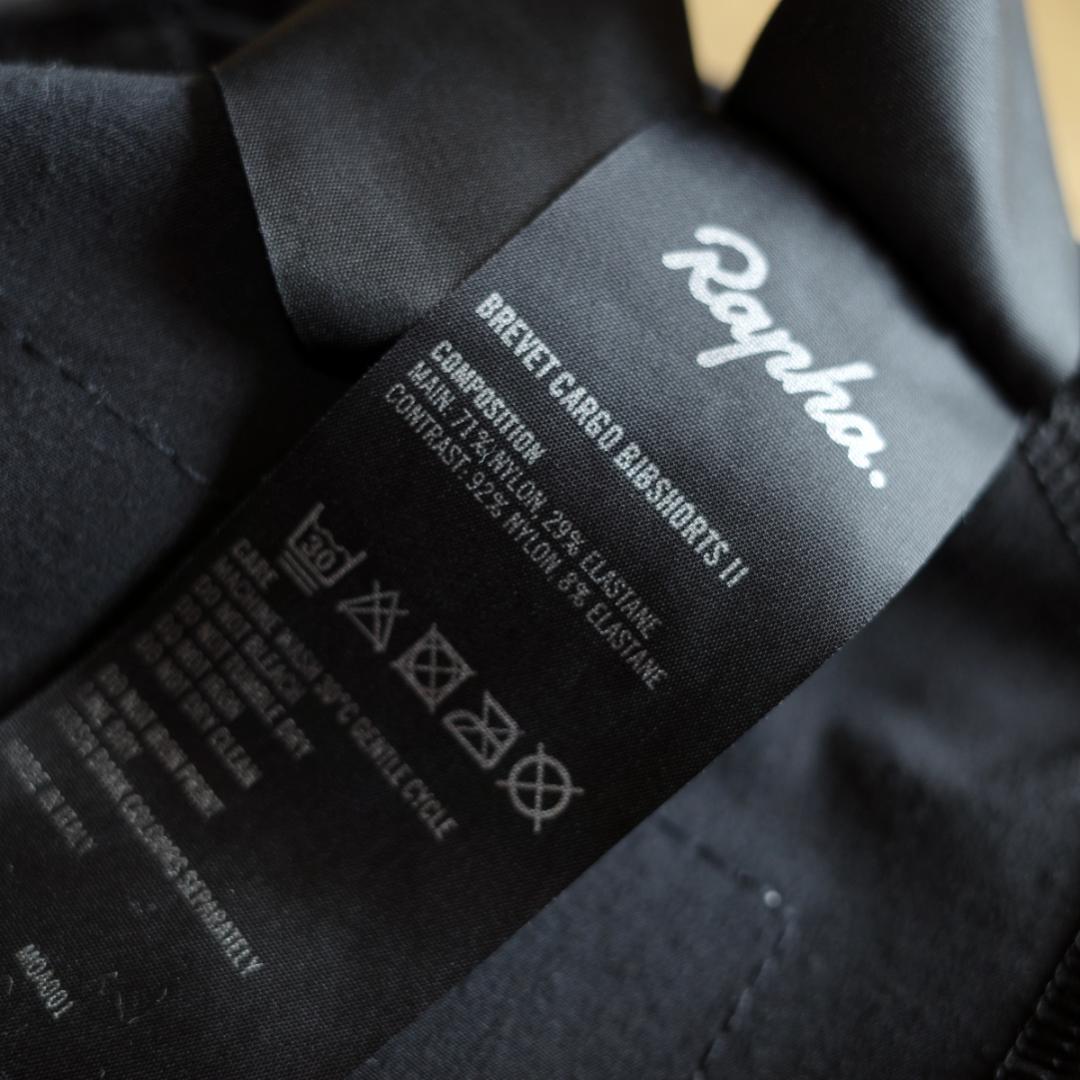 Rapha.
BREVET CARGO BIBSHORTS II
COMPOSITION
MAIN. 71% NYLON, 29% ELASTANE
CONTRAST. 92% NYLON, 8% ELASTANE
30
CARE
MACHINE WASH 30°C GENTLE CYCLE
DO NOT BLEACH
DO NOT TUMBLE DRY
DO NOT IRON
DO NOT DRY CLEAN
DO NOT IRON PRINT
LINE DRY
WASH DARK COLOURS SEPARATELY
MADE IN ITALY
MOA001